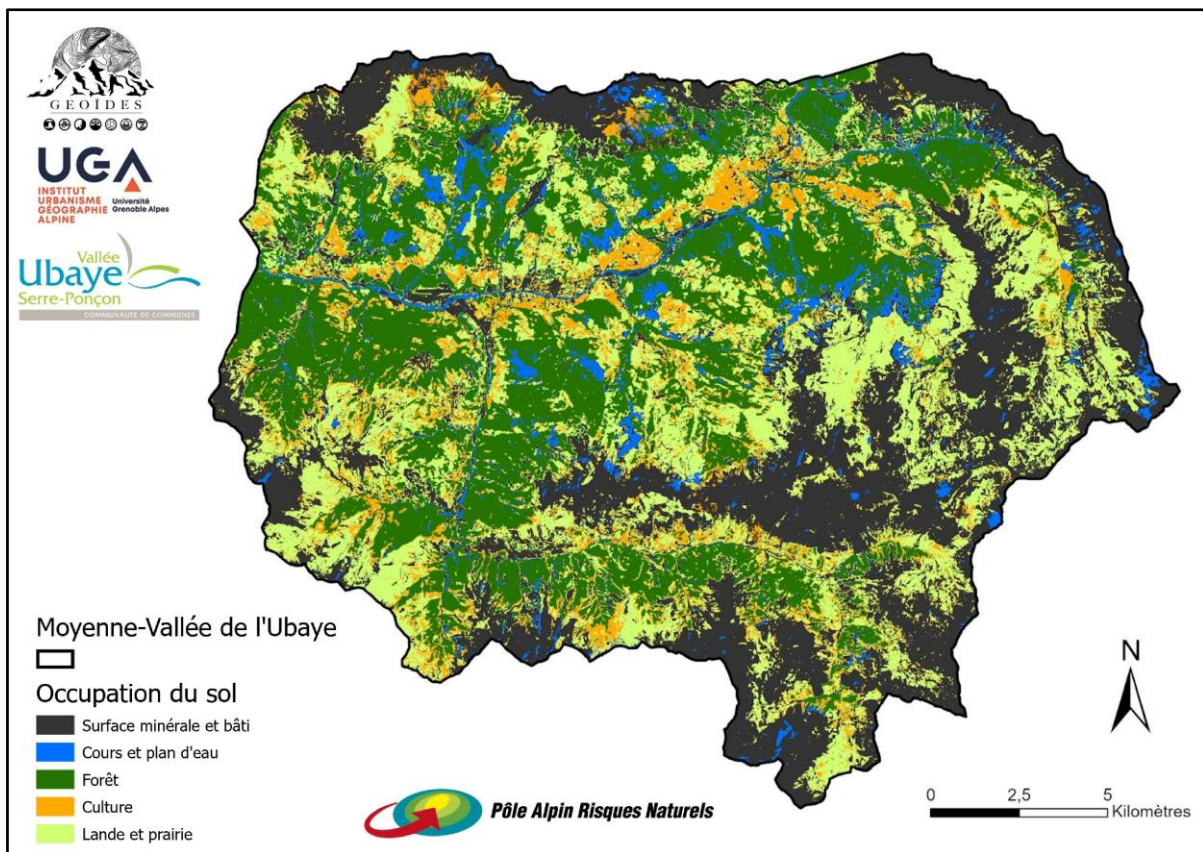 GEOÏDES
UGA
INSTITUT
URBANISME
GÉOGRAPHIE
ALPINE
Université
Grenoble Alpes
Vallée
Ubaye
Serre-Ponçon
COMMUNAUTÉ DE COMMUNES
Moyenne-Vallée de l'Ubaye
Occupation du sol
Surface minérale et bâti
Cours et plan d'eau
Forêt
Culture
Lande et prairie
Pôle Alpin Risques Naturels
N
0 2,5 5
Kilomètres